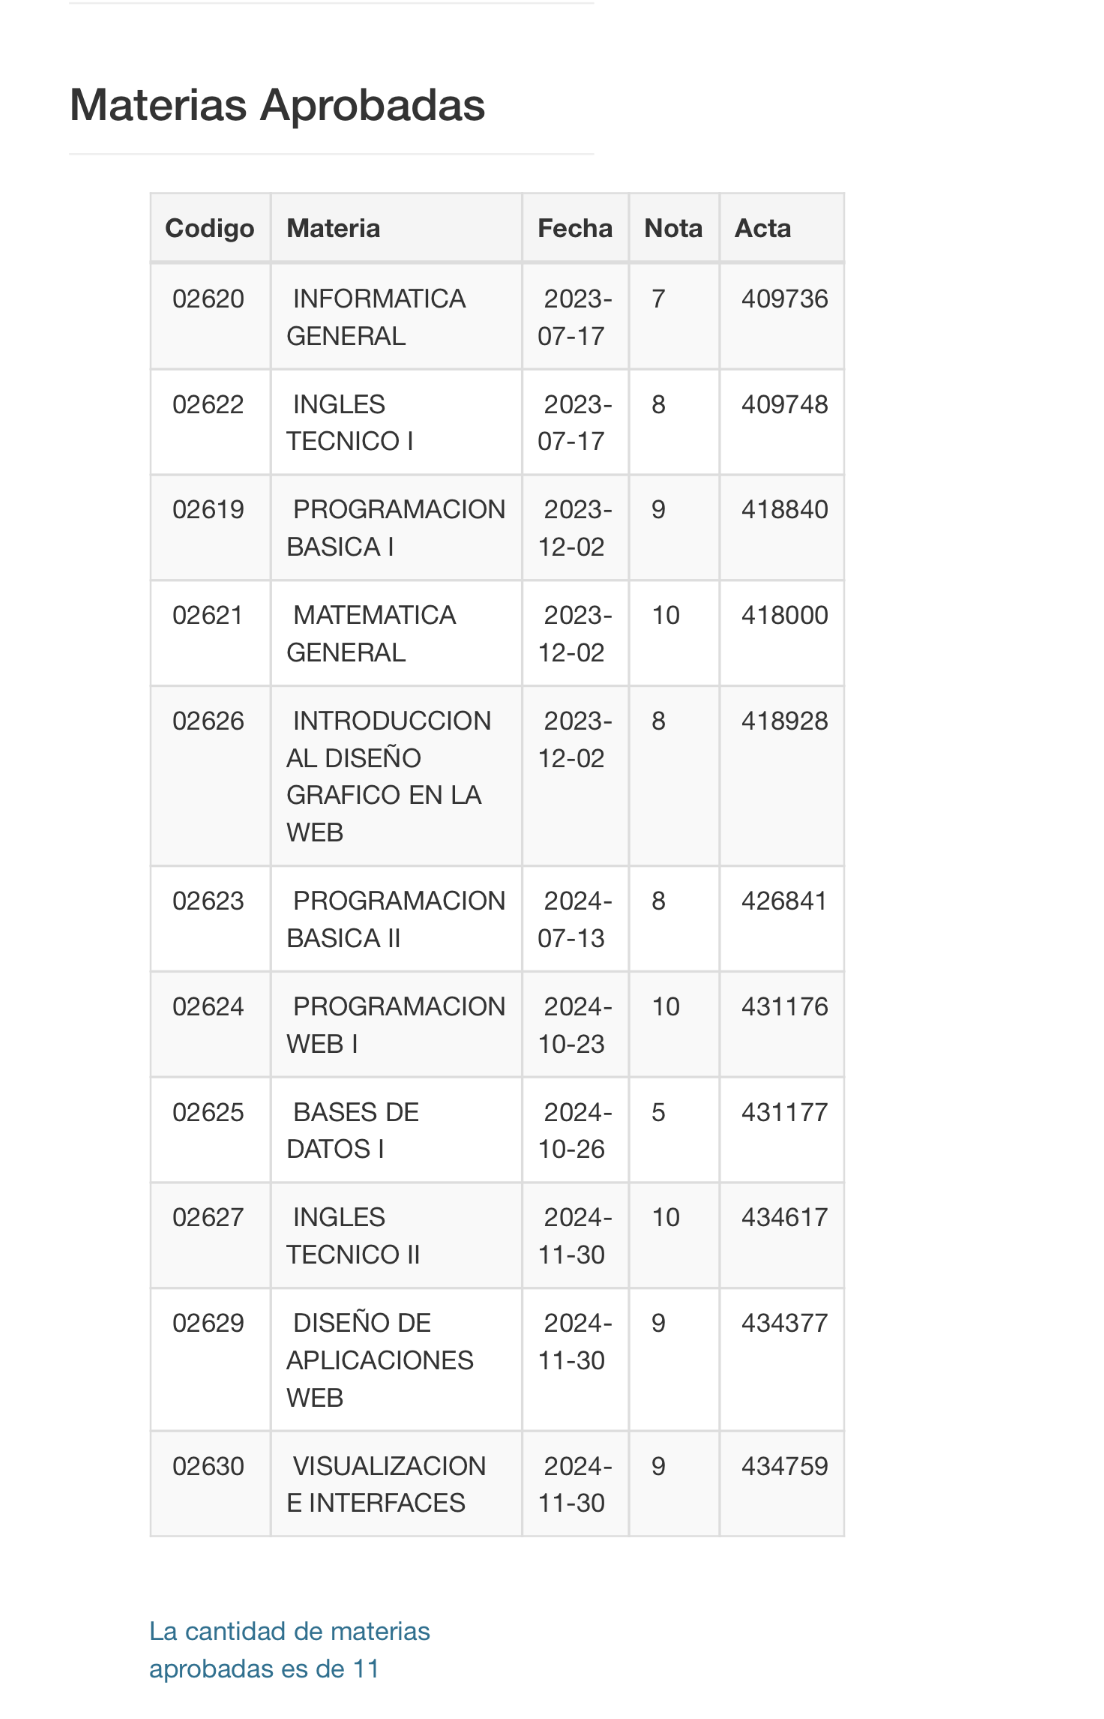 Materias Aprobadas
Codigo Materia Fecha Nota Acta
02620 INFORMATICA 2023- 7 409736
GENERAL 07-17
02622 INGLES 2023- 8 409748
TECNICO I 07-17
02619 PROGRAMACION 2023- 9 418840
BASICA I 12-02
02621 MATEMATICA 2023- 10 418000
GENERAL 12-02
02626 INTRODUCCION 2023- 8 418928
AL DISEÑO 12-02
GRAFICO EN LA
WEB
02623 PROGRAMACION 2024- 8 426841
BASICA II 07-13
02624 PROGRAMACION 2024- 10 431176
WEB I 10-23
02625 BASES DE 2024- 5 431177
DATOS I 10-26
02627 INGLES 2024- 10 434617
TECNICO II 11-30
02629 DISEÑO DE 2024- 9 434377
APLICACIONES 11-30
WEB
02630 VISUALIZACION 2024- 9 434759
E INTERFACES 11-30
La cantidad de materias
aprobadas es de 11